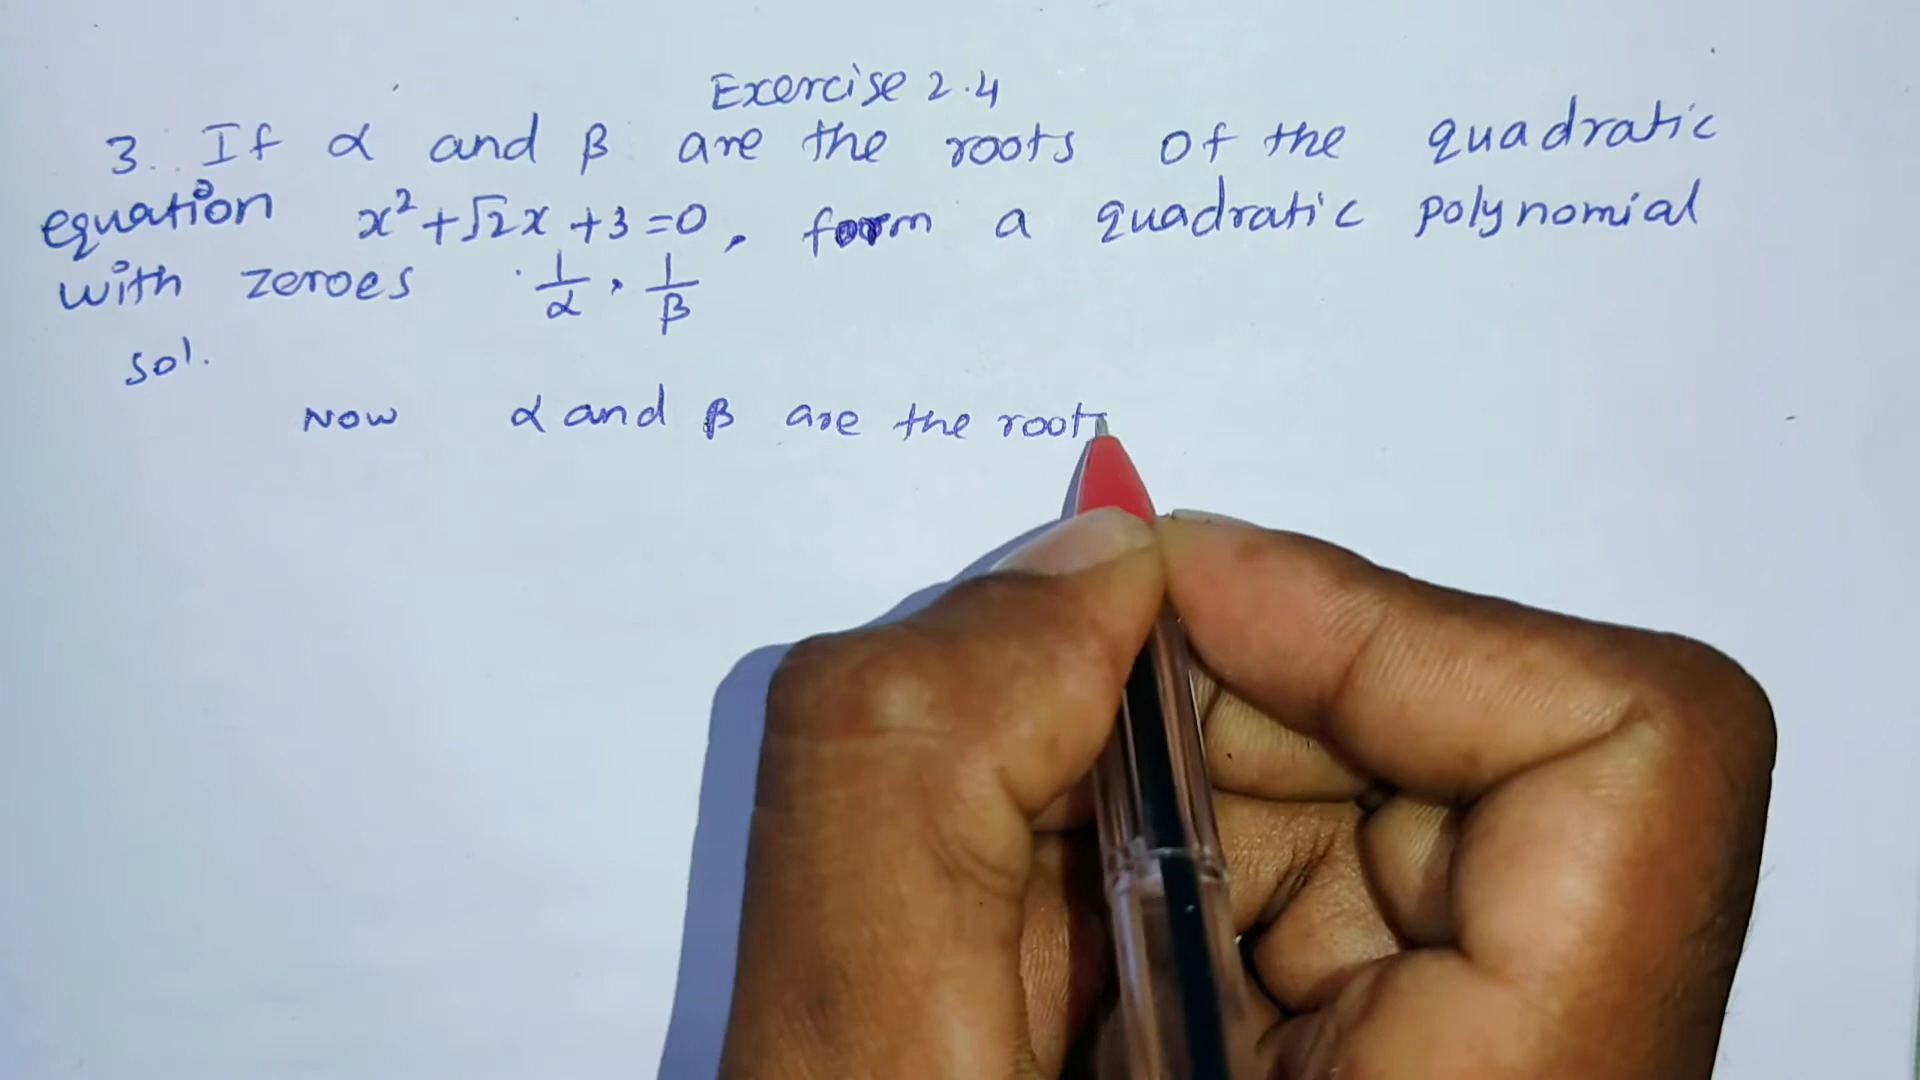 Exercise 2.4
3. If α and β are the roots of the quadratic
equation x² + √2x + 3 = 0, form a quadratic polynomial
with zeroes 1/α, 1/β
sol.
Now α and β are the roots